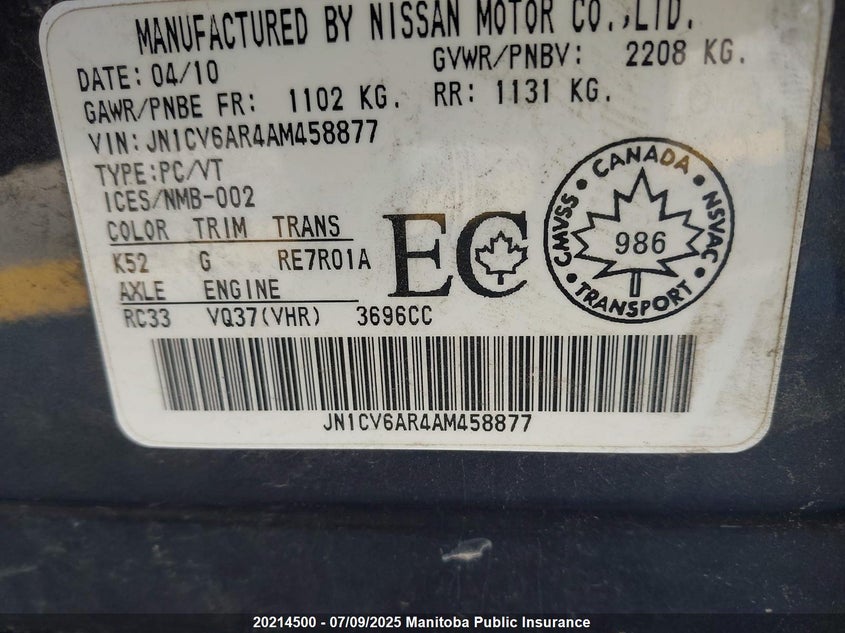 MANUFACTURED BY NISSAN MOTOR CO.,LTD.
DATE: 04/10 GVWR/PNBV: 2208 KG.
GAWR/PNBE FR: 1102 KG. RR: 1131 KG.
VIN: JN1CV6AR4AM458877
TYPE:PC/VT
ICES/NMB-002
COLOR TRIM TRANS
K52 G RE7R01A
AXLE ENGINE
RC33 VQ37(VHR) 3696CC
EC
CANADA
CMVSS
NSVAC
986
TRANSPORT
JN1CV6AR4AM458877
20214500 - 07/09/2025 Manitoba Public Insurance